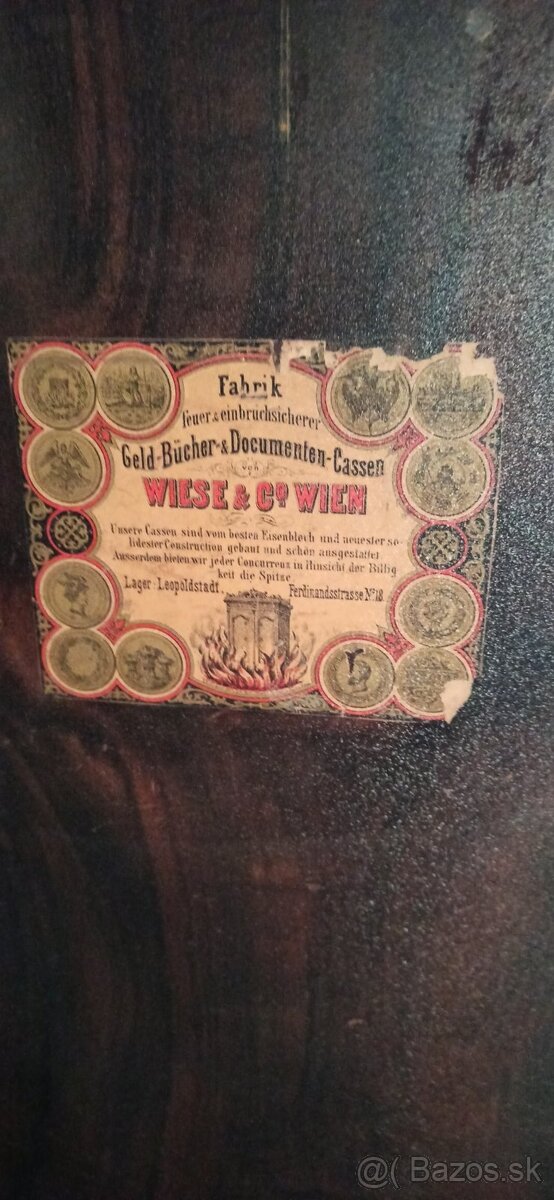 Fabrik
feuer & einbruchsicherer
Geld-Bücher-& Documenten-Cassen
von
WIESE & Co WIEN
Unsere Cassen sind vom besten Eisenblech und neuester so-
lidester Construction gebaut und schön ausgestattet
Ausserdem bieten wir jeder Concurrenz in Hinsicht der Billig
keit die Spitze
Lager - Leopoldstadt Ferdinandsstrasse No 18
@( Bazos.sk